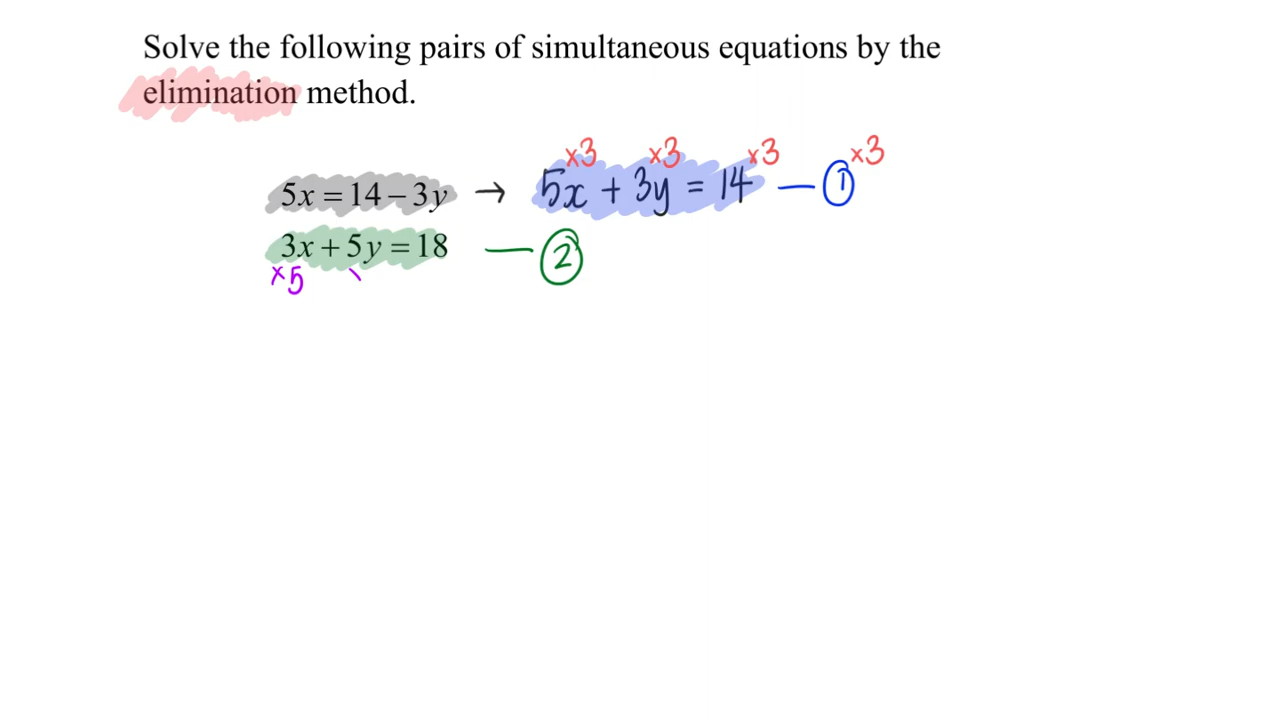 Solve the following pairs of simultaneous equations by the
elimination method.
×3 ×3 ×3 ×3
5x = 14 − 3y → 5x + 3y = 14 — ①
3x + 5y = 18 — ②
×5